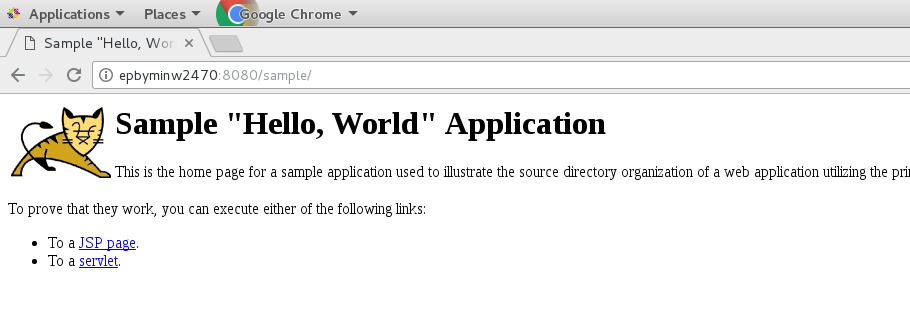 Applications Places Google Chrome
Sample "Hello, Wor
epbyminw2470:8080/sample/
Sample "Hello, World" Application
This is the home page for a sample application used to illustrate the source directory organization of a web application utilizing the pri
To prove that they work, you can execute either of the following links:
To a JSP page.
To a servlet.